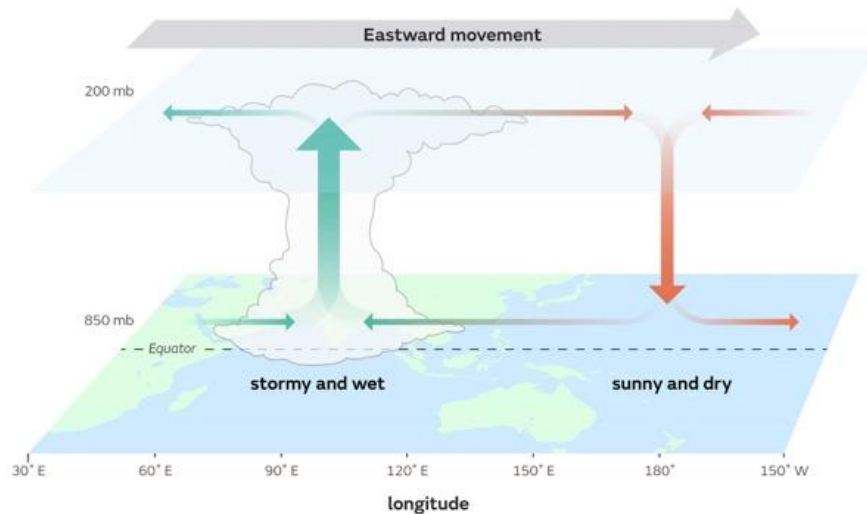 Eastward movement
200 mb
850 mb
Equator
stormy and wet
sunny and dry
30° E
60° E
90° E
120° E
150° E
180°
150° W
longitude